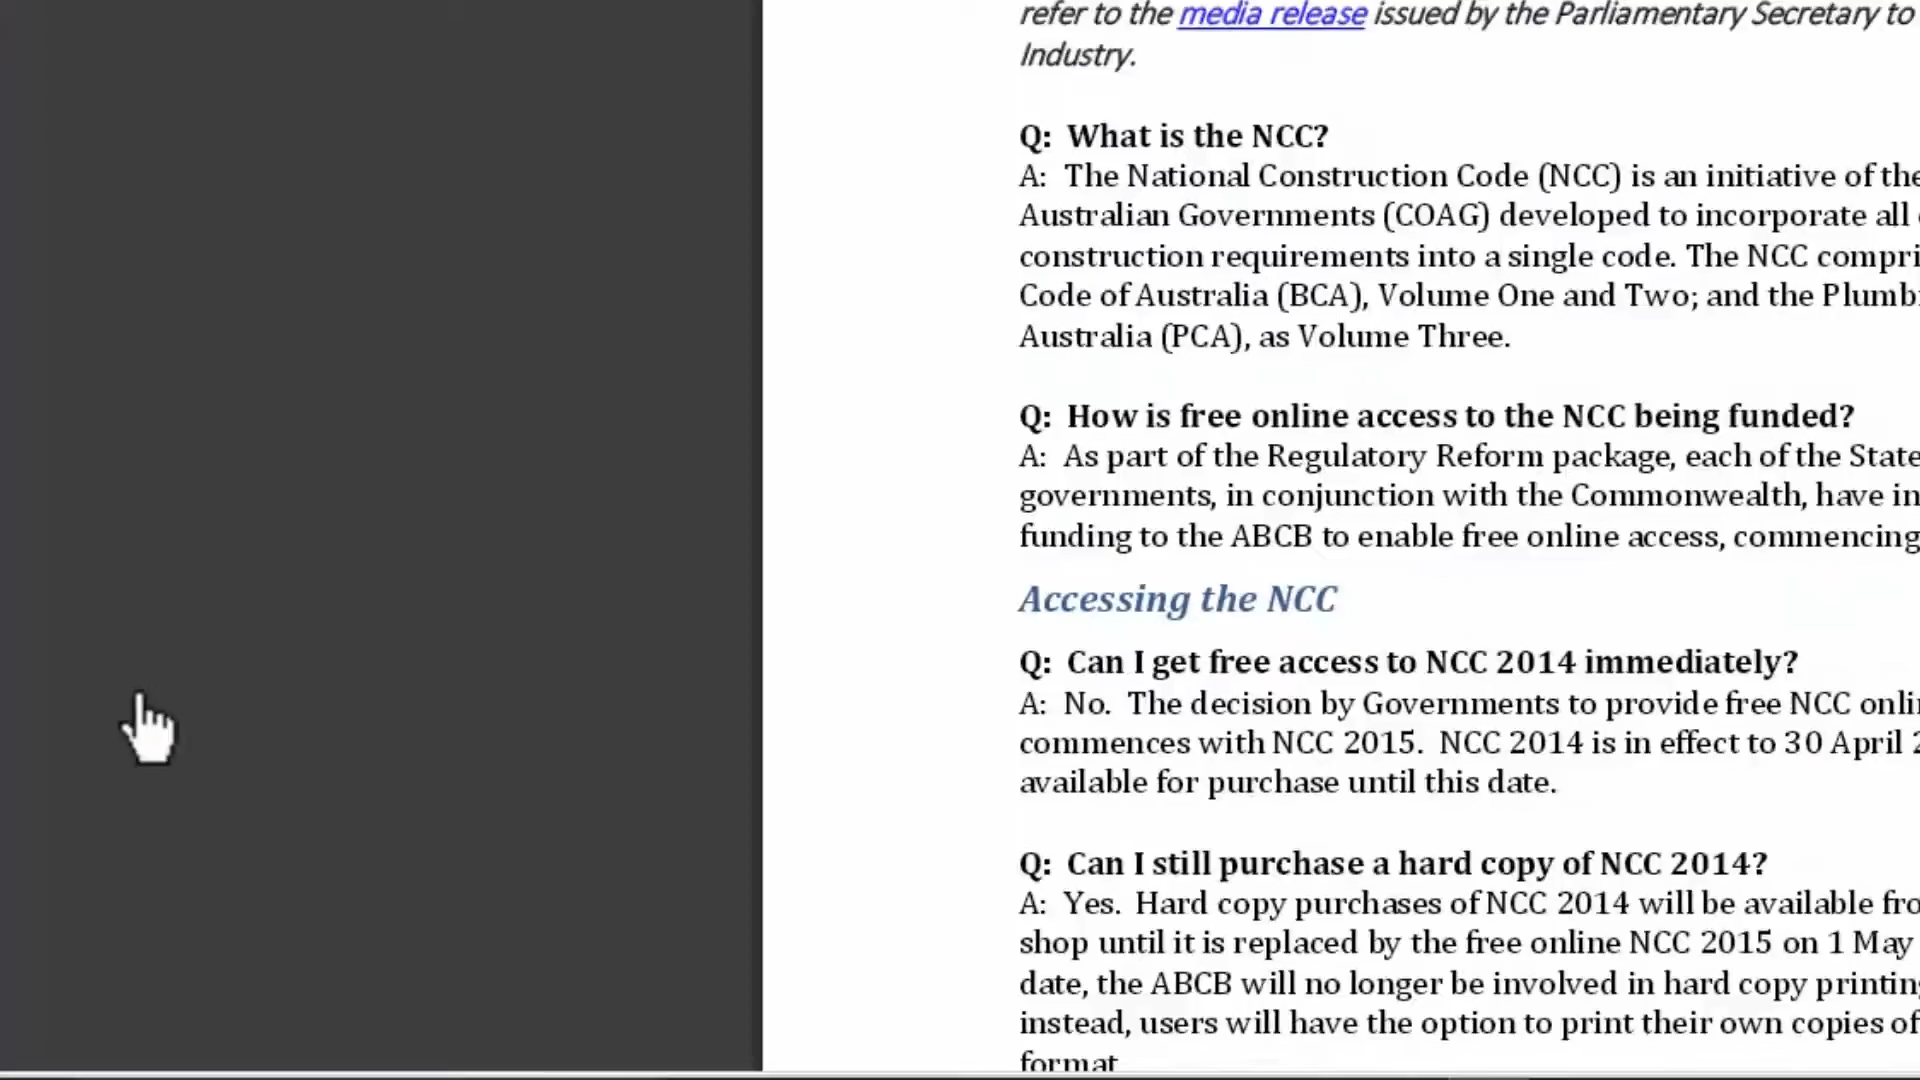 refer to the media release issued by the Parliamentary Secretary to
Industry.
Q: What is the NCC?
A: The National Construction Code (NCC) is an initiative of the
Australian Governments (COAG) developed to incorporate all
construction requirements into a single code. The NCC compri
Code of Australia (BCA), Volume One and Two; and the Plumb
Australia (PCA), as Volume Three.
Q: How is free online access to the NCC being funded?
A: As part of the Regulatory Reform package, each of the State
governments, in conjunction with the Commonwealth, have in
funding to the ABCB to enable free online access, commencing
Accessing the NCC
Q: Can I get free access to NCC 2014 immediately?
A: No. The decision by Governments to provide free NCC onli
commences with NCC 2015. NCC 2014 is in effect to 30 April 2
available for purchase until this date.
Q: Can I still purchase a hard copy of NCC 2014?
A: Yes. Hard copy purchases of NCC 2014 will be available fro
shop until it is replaced by the free online NCC 2015 on 1 May
date, the ABCB will no longer be involved in hard copy printing
instead, users will have the option to print their own copies of
format